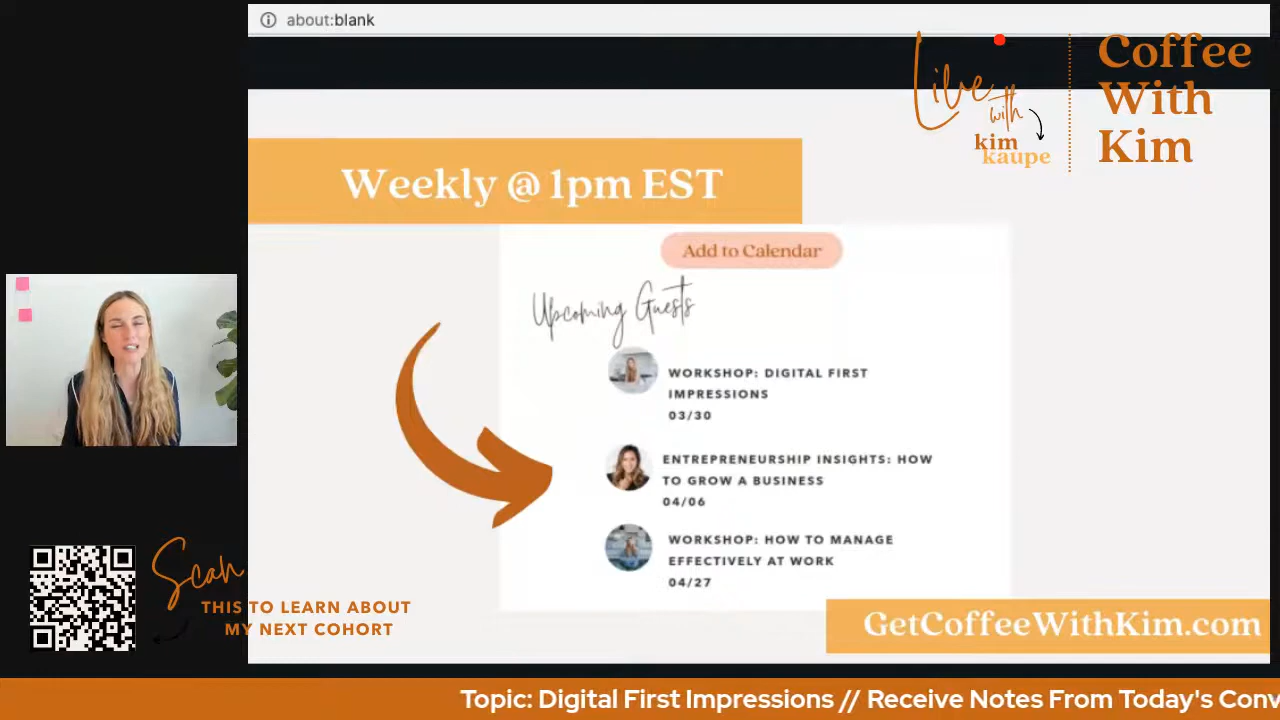 about:blank
Live
with
kim
kaupe
Coffee
With
Kim
Weekly @ 1pm EST
Add to Calendar
Upcoming Guests
WORKSHOP: DIGITAL FIRST
IMPRESSIONS
03/30
ENTREPRENEURSHIP INSIGHTS: HOW
TO GROW A BUSINESS
04/06
WORKSHOP: HOW TO MANAGE
EFFECTIVELY AT WORK
04/27
Scan
THIS TO LEARN ABOUT
MY NEXT COHORT
GetCoffeeWithKim.com
Topic: Digital First Impressions // Receive Notes From Today's Conv